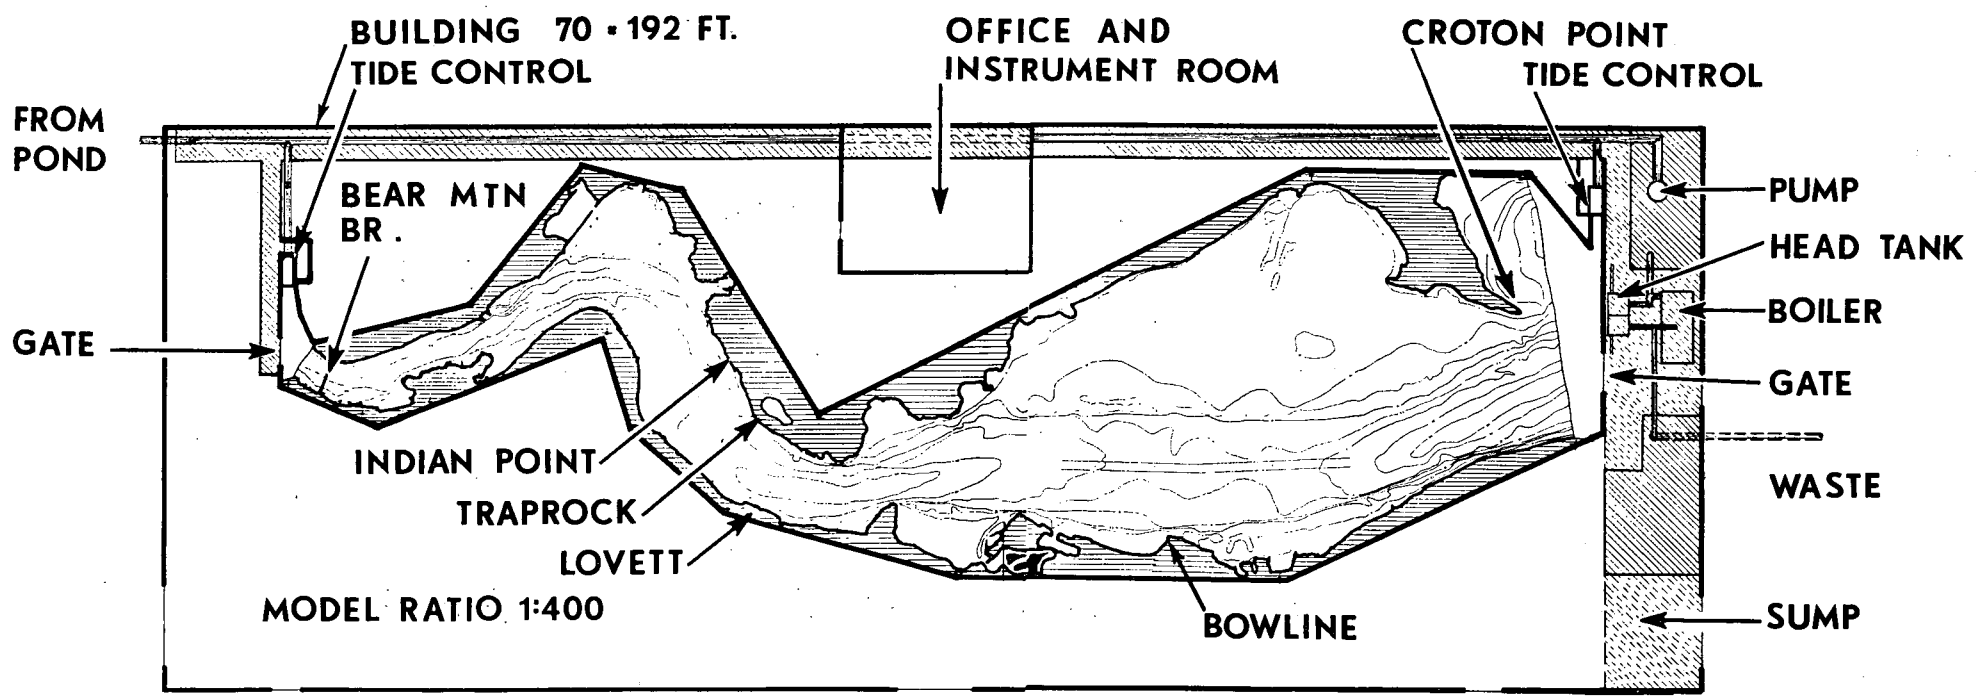 BUILDING 70 × 192 FT.
TIDE CONTROL
OFFICE AND
INSTRUMENT ROOM
CROTON POINT
TIDE CONTROL
FROM
POND
BEAR MTN
BR.
PUMP
HEAD TANK
BOILER
GATE
GATE
INDIAN POINT
TRAPROCK
LOVETT
WASTE
MODEL RATIO 1:400
BOWLINE
SUMP